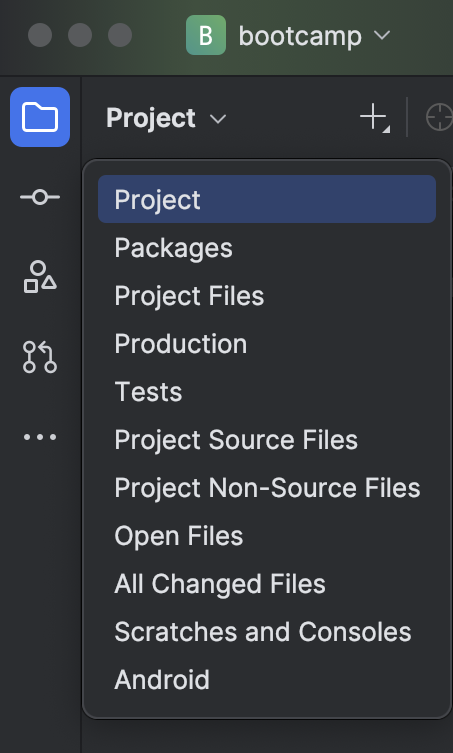 B bootcamp
Project
Project
Packages
Project Files
Production
Tests
Project Source Files
Project Non-Source Files
Open Files
All Changed Files
Scratches and Consoles
Android